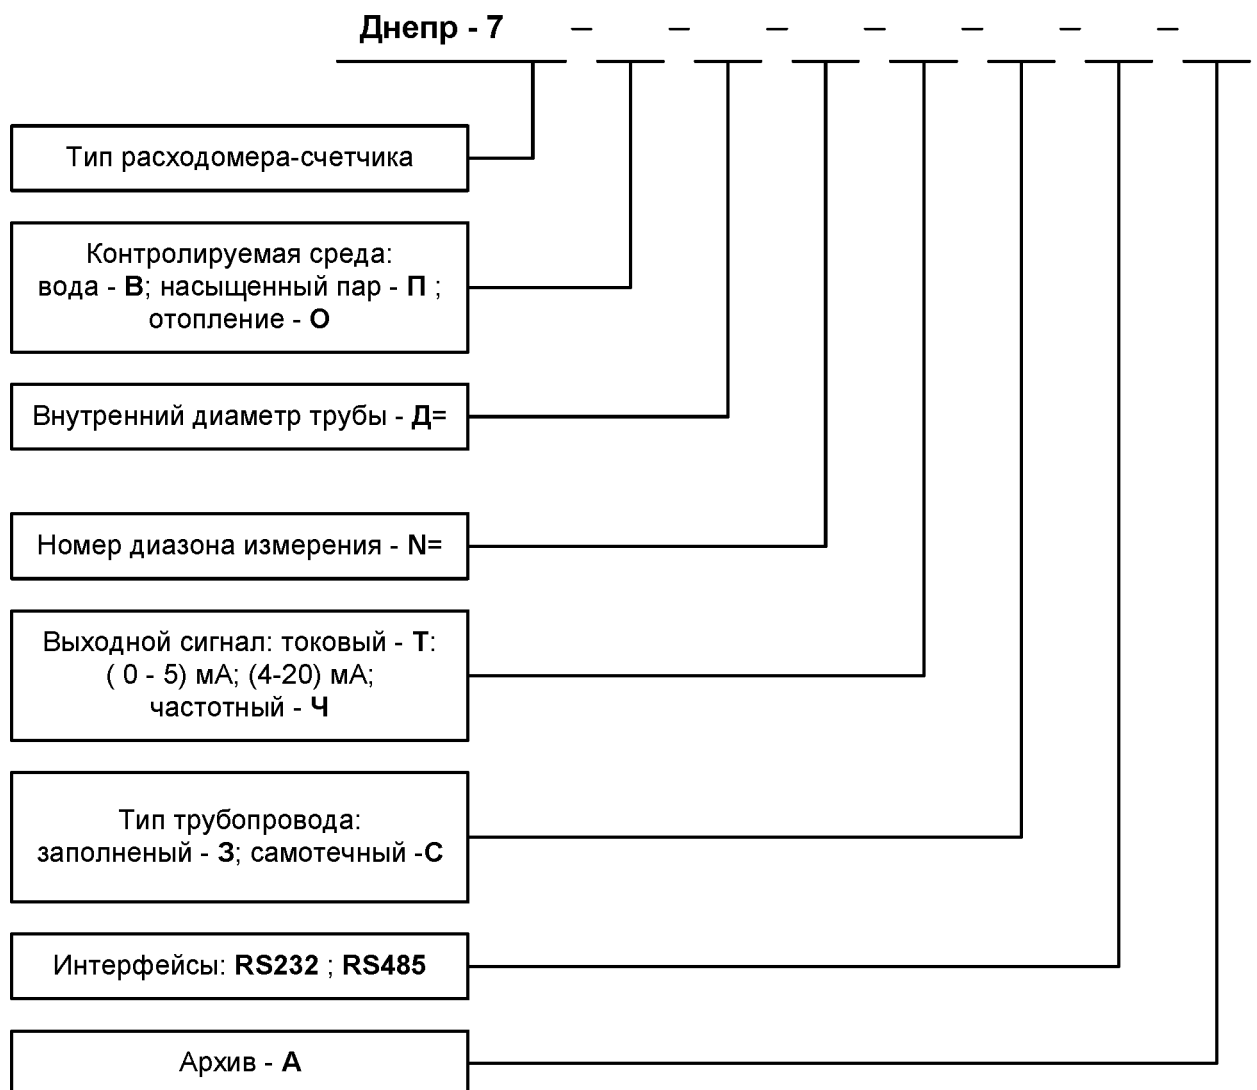 Днепр - 7 – – – – – – –
Тип расходомера-счетчика
Контролируемая среда:
вода - В; насыщенный пар - П ;
отопление - О
Внутренний диаметр трубы - Д=
Номер диазона измерения - N=
Выходной сигнал: токовый - Т:
( 0 - 5) мА; (4-20) мА;
частотный - Ч
Тип трубопровода:
заполненый - З; самотечный -С
Интерфейсы: RS232 ; RS485
Архив - А